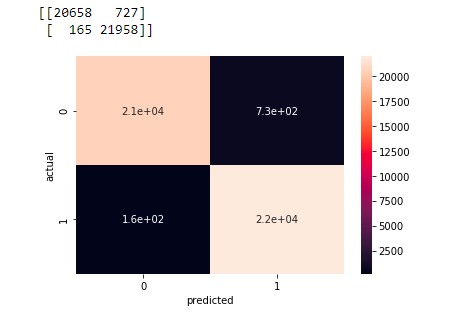 [[20658   727]
 [  165 21958]]
20000
17500
15000
12500
10000
7500
5000
2500
0
2.1e+04
7.3e+02
actual
1
1.6e+02
2.2e+04
0
1
predicted